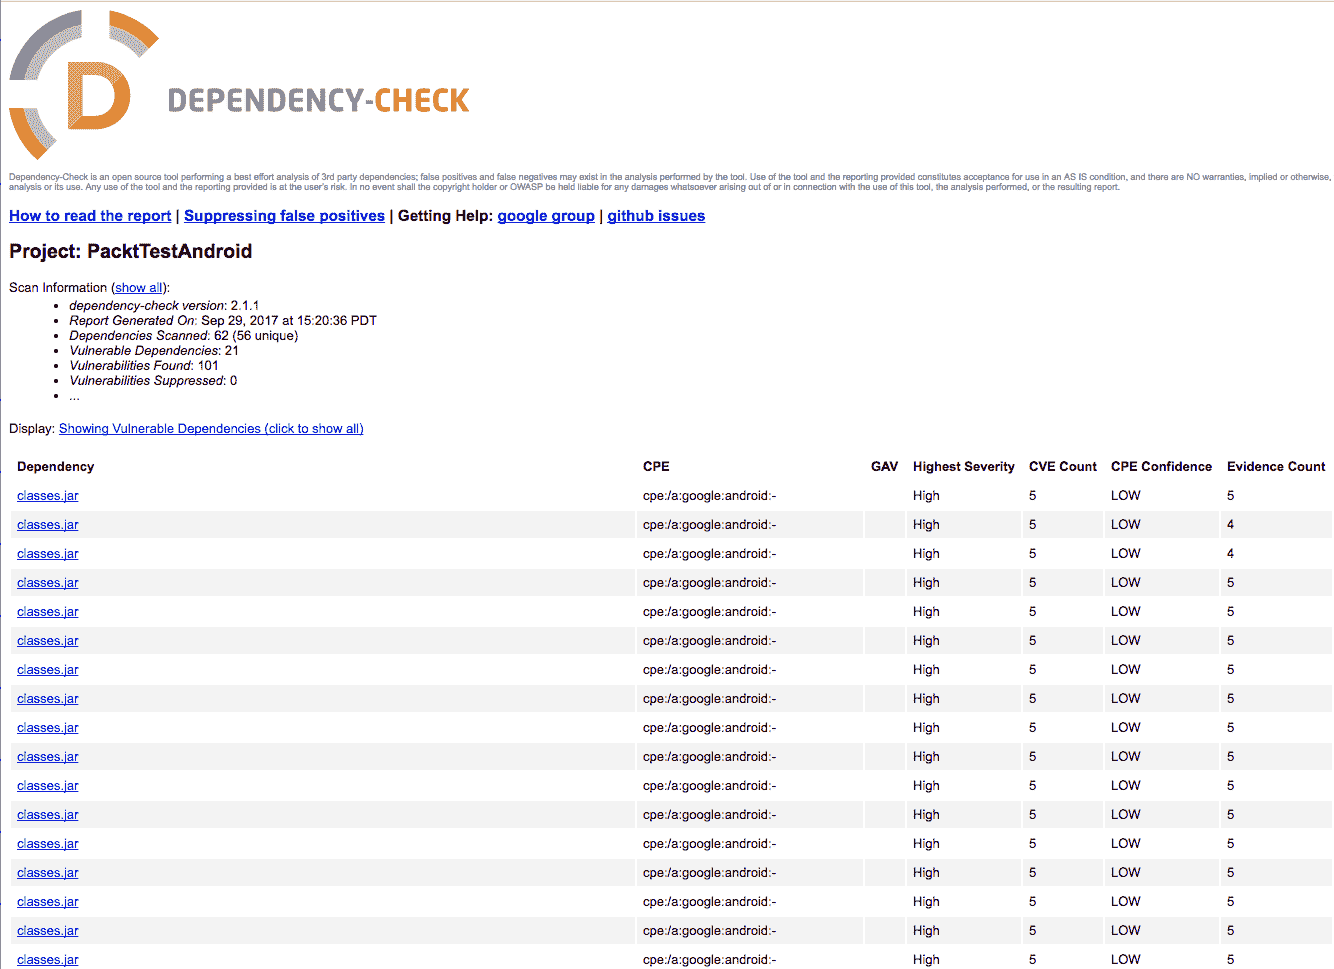 DEPENDENCY-CHECK
Dependency-Check is an open source tool performing a best effort analysis of 3rd party dependencies; false positives and false negatives may exist in the analysis performed by the tool. Use of the tool and the reporting provided constitutes acceptance for use in an AS IS condition, and there are NO warranties, implied or otherwise,
analysis or its use. Any use of the tool and the reporting provided is at the user's risk. In no event shall the copyright holder or OWASP be held liable for any damages whatsoever arising out of or in connection with the use of this tool, the analysis performed, or the resulting report.
How to read the report | Suppressing false positives | Getting Help: google group | github issues
Project: PacktTestAndroid
Scan Information (show all):
• dependency-check version: 2.1.1
• Report Generated On: Sep 29, 2017 at 15:20:36 PDT
• Dependencies Scanned: 62 (56 unique)
• Vulnerable Dependencies: 21
• Vulnerabilities Found: 101
• Vulnerabilities Suppressed: 0
• ...
Display: Showing Vulnerable Dependencies (click to show all)
Dependency CPE GAV Highest Severity CVE Count CPE Confidence Evidence Count
classes.jar cpe:/a:google:android:- High 5 LOW 5
classes.jar cpe:/a:google:android:- High 5 LOW 4
classes.jar cpe:/a:google:android:- High 5 LOW 4
classes.jar cpe:/a:google:android:- High 5 LOW 5
classes.jar cpe:/a:google:android:- High 5 LOW 5
classes.jar cpe:/a:google:android:- High 5 LOW 5
classes.jar cpe:/a:google:android:- High 5 LOW 5
classes.jar cpe:/a:google:android:- High 5 LOW 5
classes.jar cpe:/a:google:android:- High 5 LOW 5
classes.jar cpe:/a:google:android:- High 5 LOW 5
classes.jar cpe:/a:google:android:- High 5 LOW 5
classes.jar cpe:/a:google:android:- High 5 LOW 5
classes.jar cpe:/a:google:android:- High 5 LOW 5
classes.jar cpe:/a:google:android:- High 5 LOW 5
classes.jar cpe:/a:google:android:- High 5 LOW 5
classes.jar cpe:/a:google:android:- High 5 LOW 5
classes.jar cpe:/a:google:android:- High 5 LOW 5